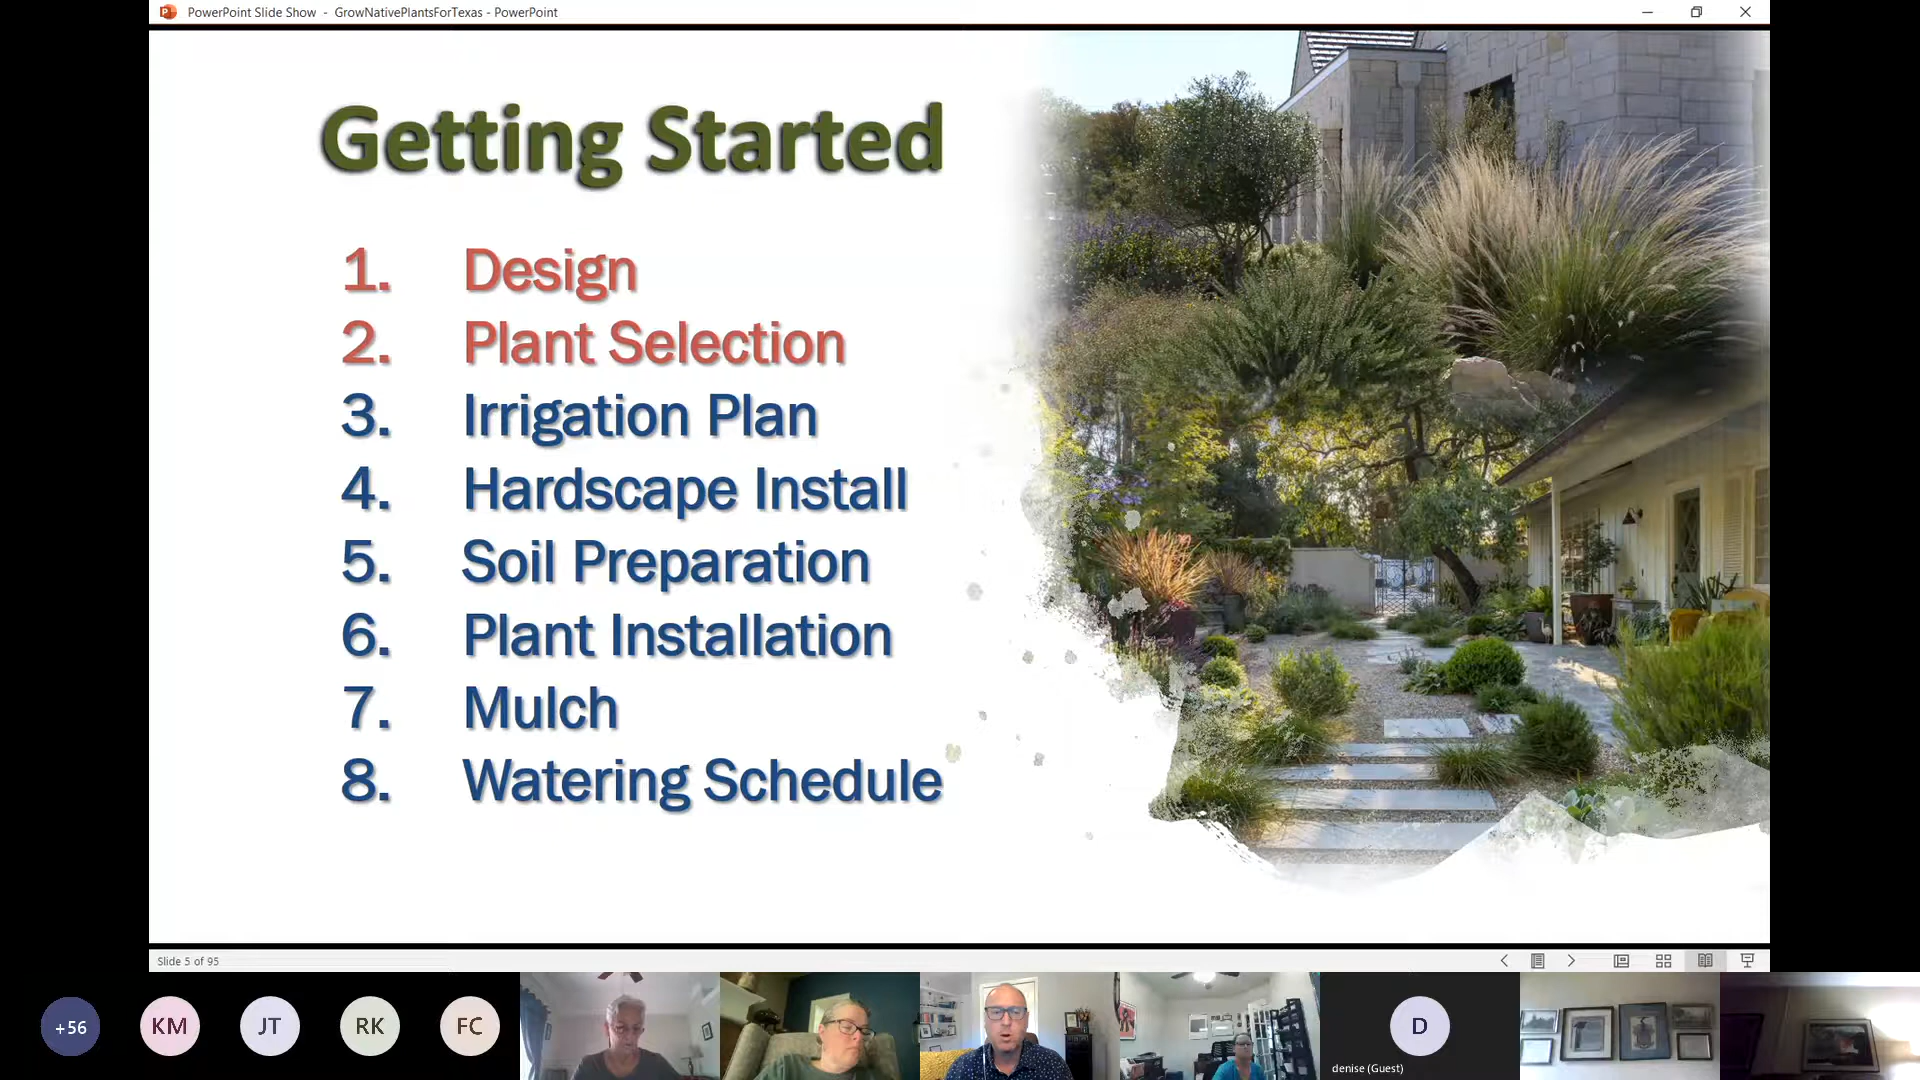 PowerPoint Slide Show - GrowNativePlantsForTexas - PowerPoint
Getting Started
1. Design
2. Plant Selection
3. Irrigation Plan
4. Hardscape Install
5. Soil Preparation
6. Plant Installation
7. Mulch
8. Watering Schedule
Slide 5 of 95
+56
KM
JT
RK
FC
D
denise (Guest)